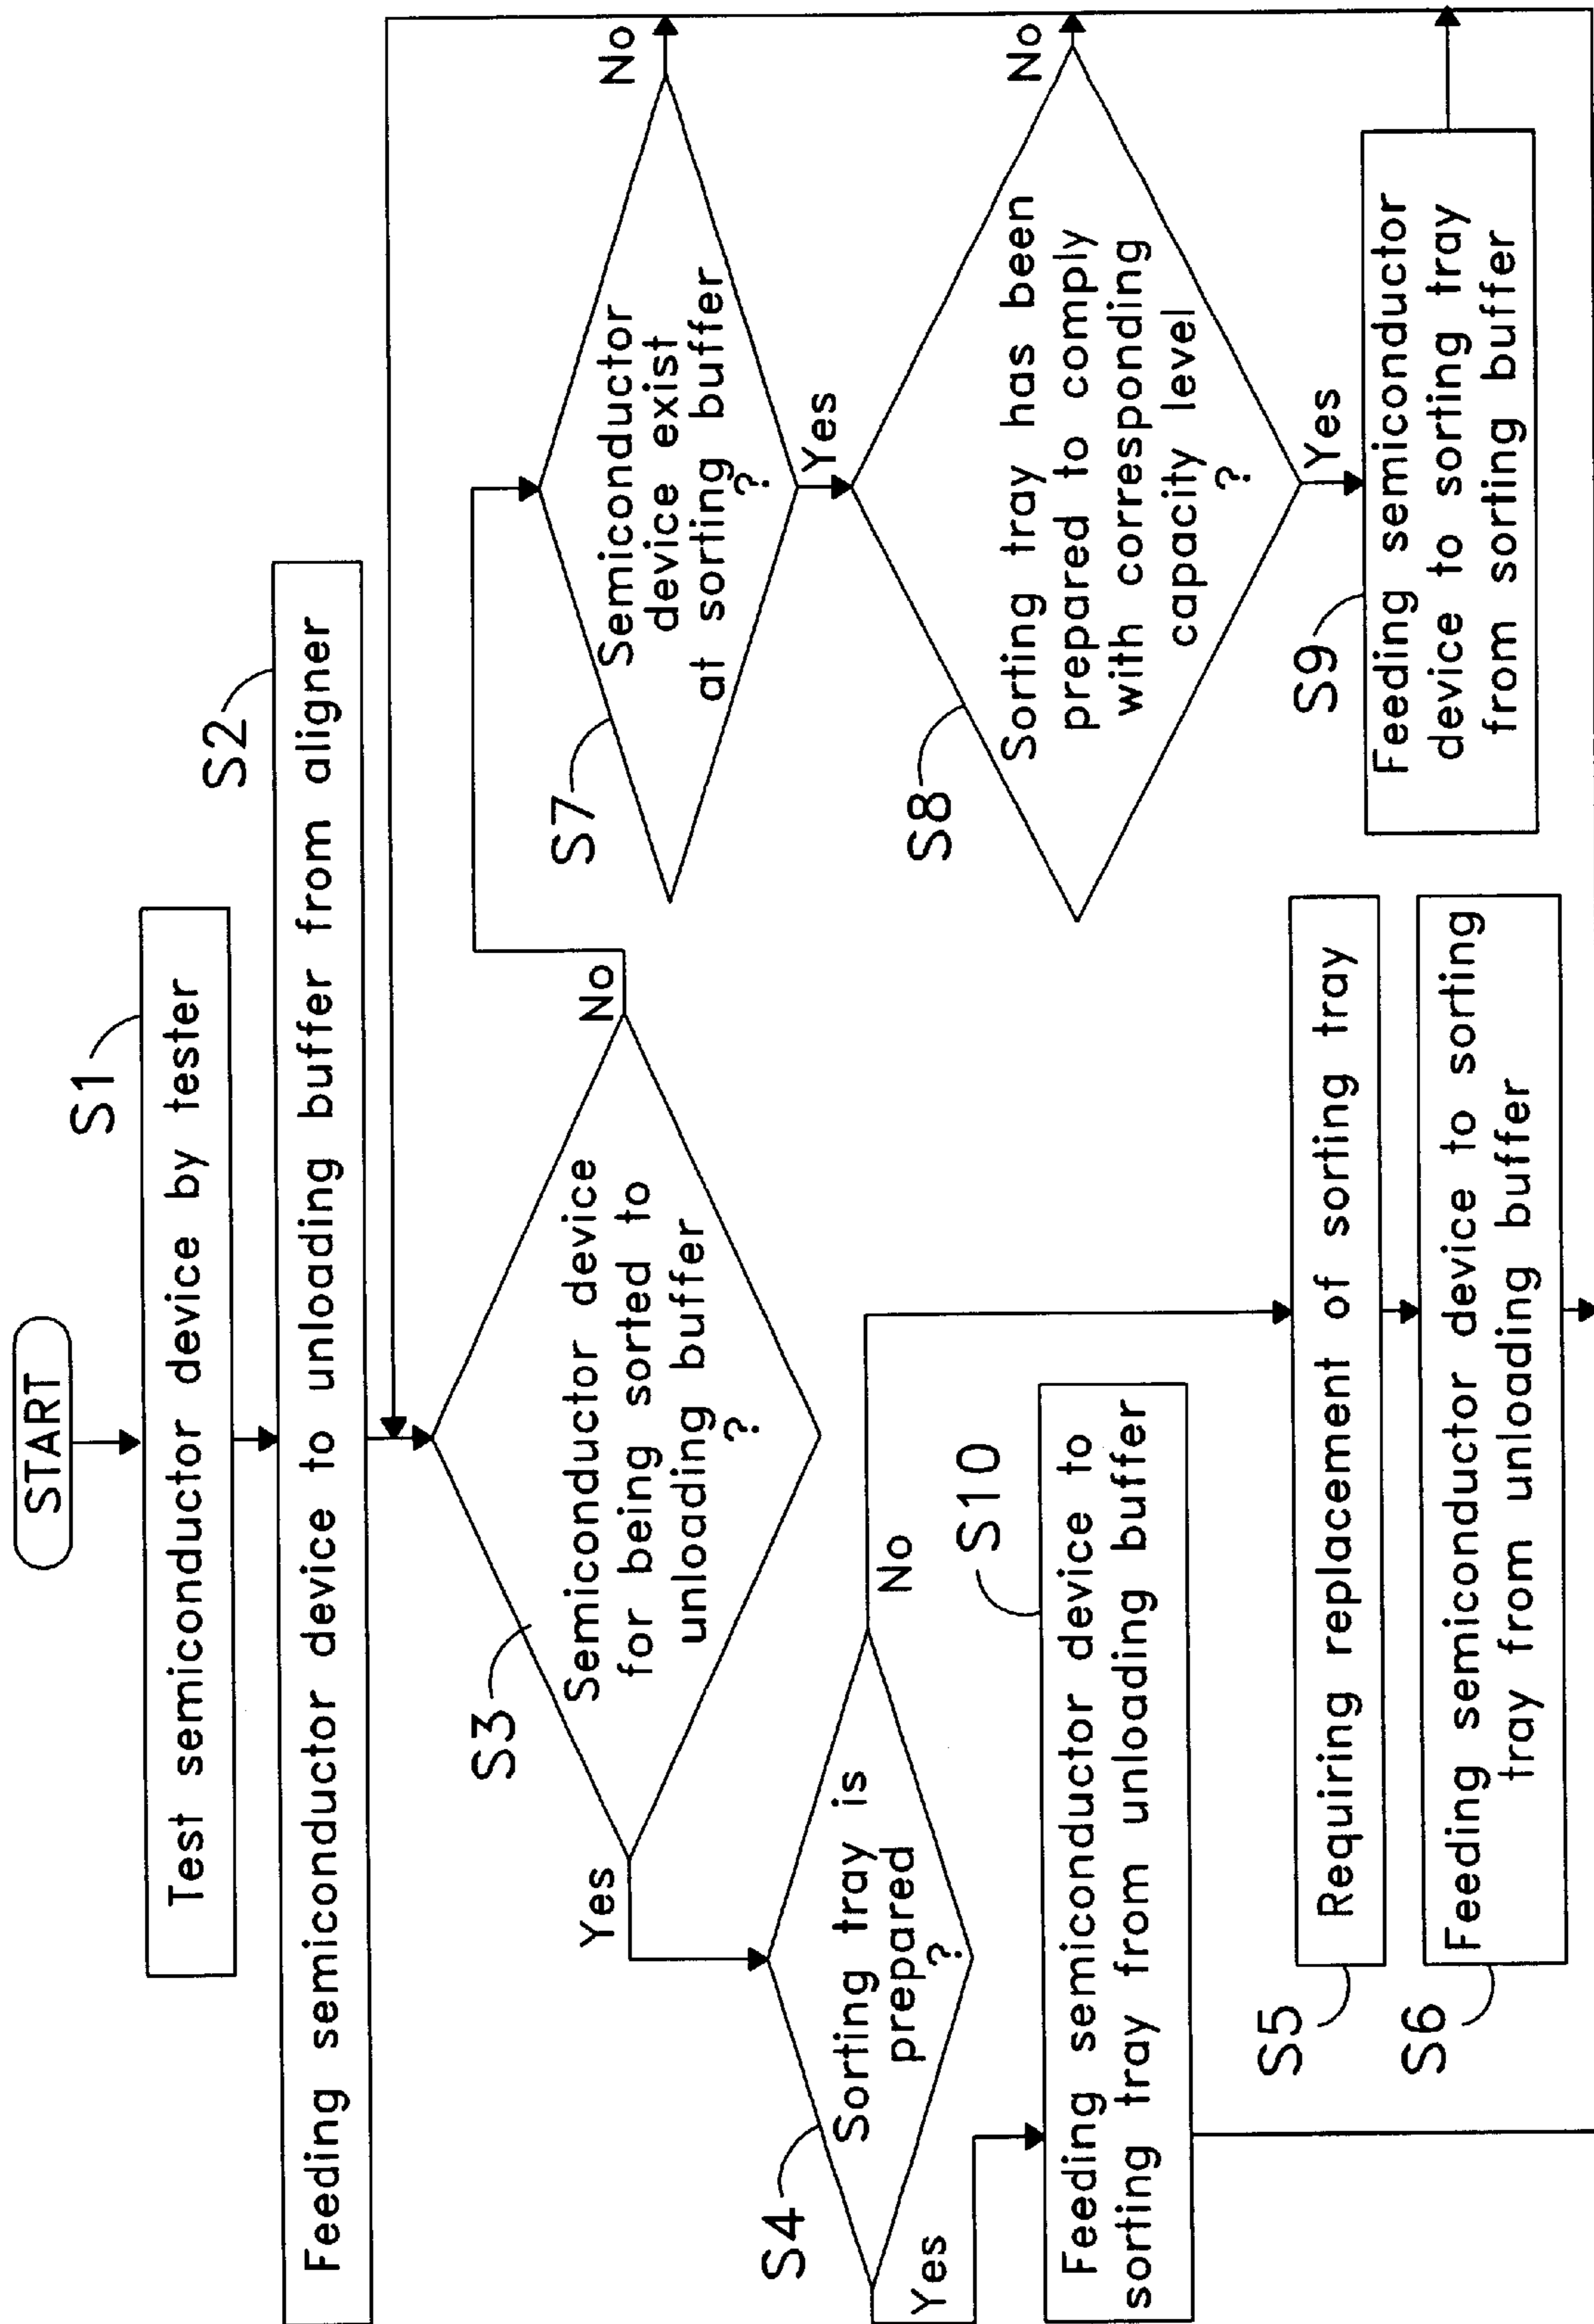 START
S1
Test semiconductor device by tester
S2
Feeding semiconductor device to unloading buffer from aligner
S3
Semiconductor device
for being sorted to
unloading buffer
?
Yes
No
S4
Sorting tray is
prepared
?
Yes
No
S10
Feeding semiconductor device to
sorting tray from unloading buffer
S5
Requiring replacement of sorting tray
S6
Feeding semiconductor device to sorting
tray from unloading buffer
S7
Semiconductor
device exist
at sorting buffer
?
No
Yes
S8
Sorting tray has been
prepared to comply
with corresponding
capacity level
?
No
Yes
S9
Feeding semiconductor
device to sorting tray
from sorting buffer